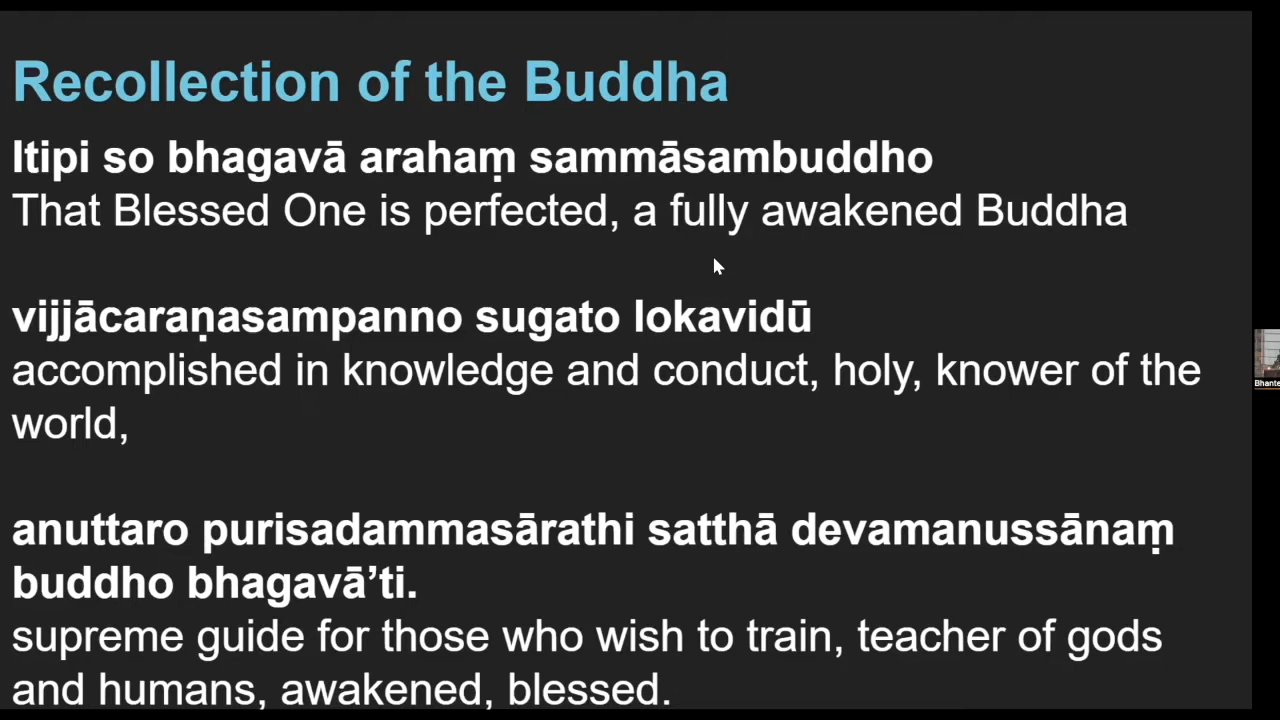 Recollection of the Buddha
Itipi so bhagavā arahaṃ sammāsambuddho
That Blessed One is perfected, a fully awakened Buddha
vijjācaraṇasampanno sugato lokavidū
accomplished in knowledge and conduct, holy, knower of the
world,
anuttaro purisadammasārathi satthā devamanussānaṃ
buddho bhagavā’ti.
supreme guide for those who wish to train, teacher of gods
and humans, awakened, blessed.
Bhante